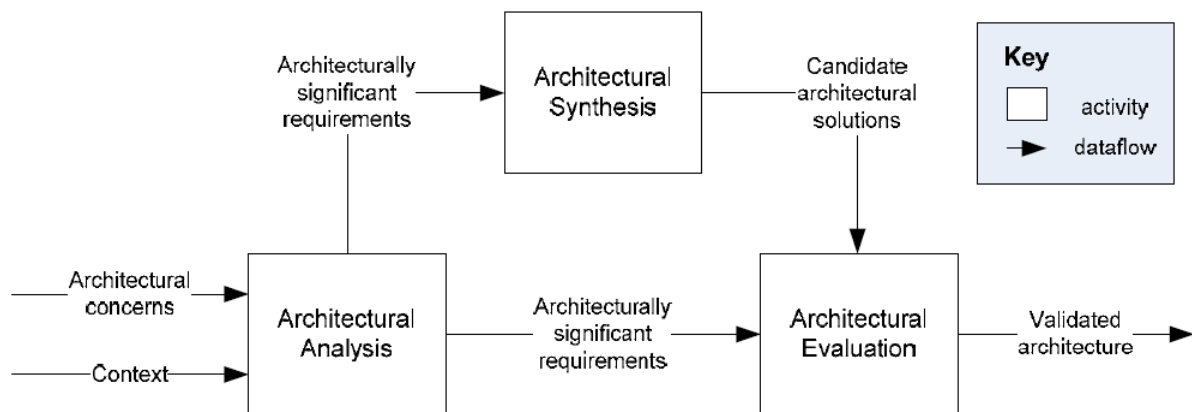 Architecturally
significant
requirements
Architectural
Synthesis
Candidate
architectural
solutions
Key
activity
dataflow
Architectural
concerns
Context
Architectural
Analysis
Architecturally
significant
requirements
Architectural
Evaluation
Validated
architecture